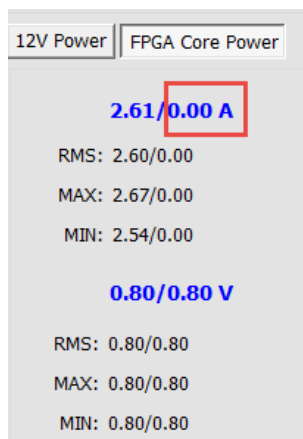 12V Power FPGA Core Power
2.61/0.00 A
RMS: 2.60/0.00
MAX: 2.67/0.00
MIN: 2.54/0.00
0.80/0.80 V
RMS: 0.80/0.80
MAX: 0.80/0.80
MIN: 0.80/0.80